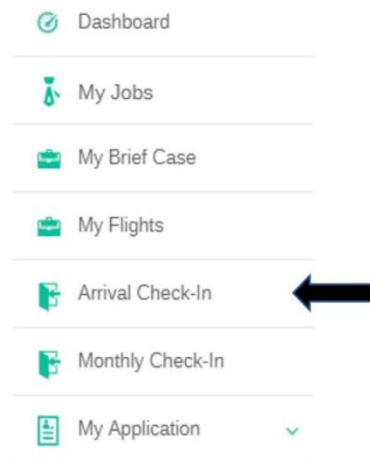 Dashboard
My Jobs
My Brief Case
My Flights
Arrival Check-In
Monthly Check-In
My Application